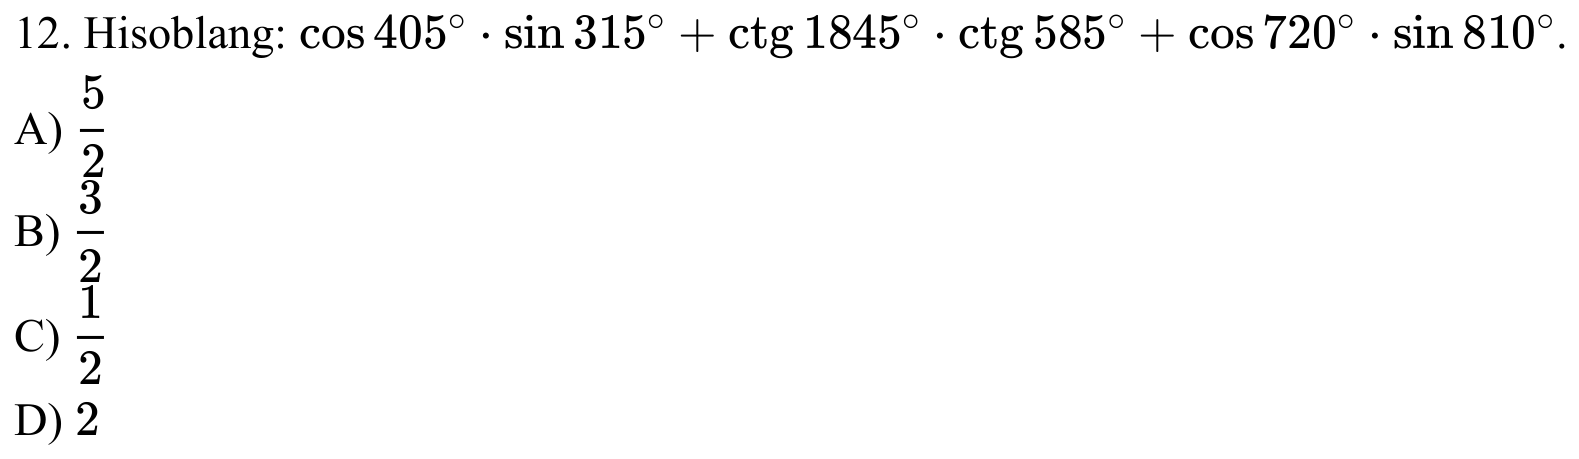 12. Hisoblang: cos 405° · sin 315° + ctg 1845° · ctg 585° + cos 720° · sin 810°.
A) 5/2
B) 3/2
C) 1/2
D) 2